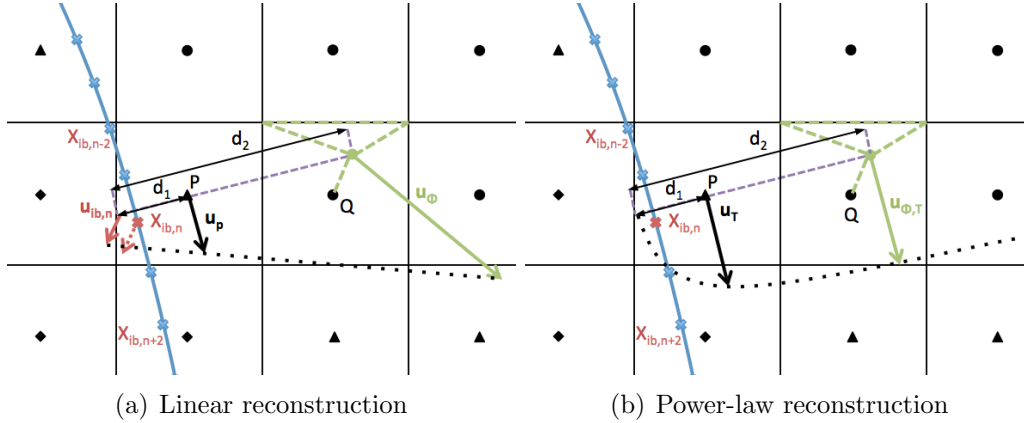 X_ib,n-2
d_2
d_1
P
u_ib,n
X_ib,n
u_p
Q
u_Φ
X_ib,n+2
(a) Linear reconstruction
X_ib,n-2
d_2
d_1
P
X_ib,n
u_T
Q
u_Φ,T
X_ib,n+2
(b) Power-law reconstruction